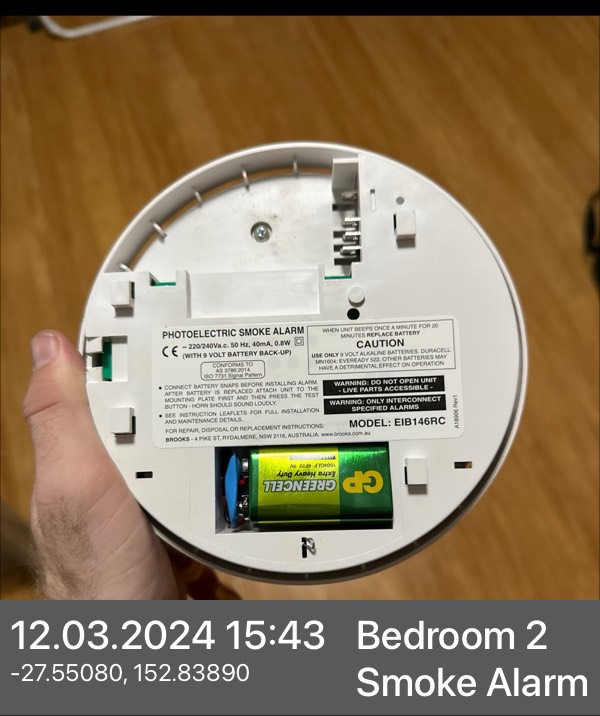 PHOTOELECTRIC SMOKE ALARM
~ 220/240Va.c. 50 Hz, 40mA, 0.8W
CE (WITH 9 VOLT BATTERY BACK-UP)
CONFORMS TO
AS 3786:2014
ISO 7731 Signal Pattern
• CONNECT BATTERY SNAPS BEFORE INSTALLING ALARM.
AFTER BATTERY IS REPLACED ATTACH UNIT TO THE
MOUNTING PLATE FIRST AND THEN PRESS THE TEST
BUTTON - HORN SHOULD SOUND LOUDLY.
• SEE INSTRUCTION LEAFLETS FOR FULL INSTALLATION
AND MAINTENANCE DETAILS.
FOR REPAIR, DISPOSAL OR REPLACEMENT INSTRUCTIONS:
BROOKS - 4 PIKE ST, RYDALMERE, NSW 2116, AUSTRALIA. www.brooks.com.au
WHEN UNIT BEEPS ONCE A MINUTE FOR 20
MINUTES REPLACE BATTERY
CAUTION
USE ONLY 9 VOLT ALKALINE BATTERIES. DURACELL
MN1604; EVEREADY 522. OTHER BATTERIES MAY
HAVE A DETRIMENTAL EFFECT ON OPERATION
WARNING: DO NOT OPEN UNIT
- LIVE PARTS ACCESSIBLE -
WARNING: ONLY INTERCONNECT
SPECIFIED ALARMS
MODEL: EIB146RC
A18906 Rev1
GP
GREENCELL
Extra Heavy Duty
12.03.2024 15:43
-27.55080, 152.83890
Bedroom 2
Smoke Alarm